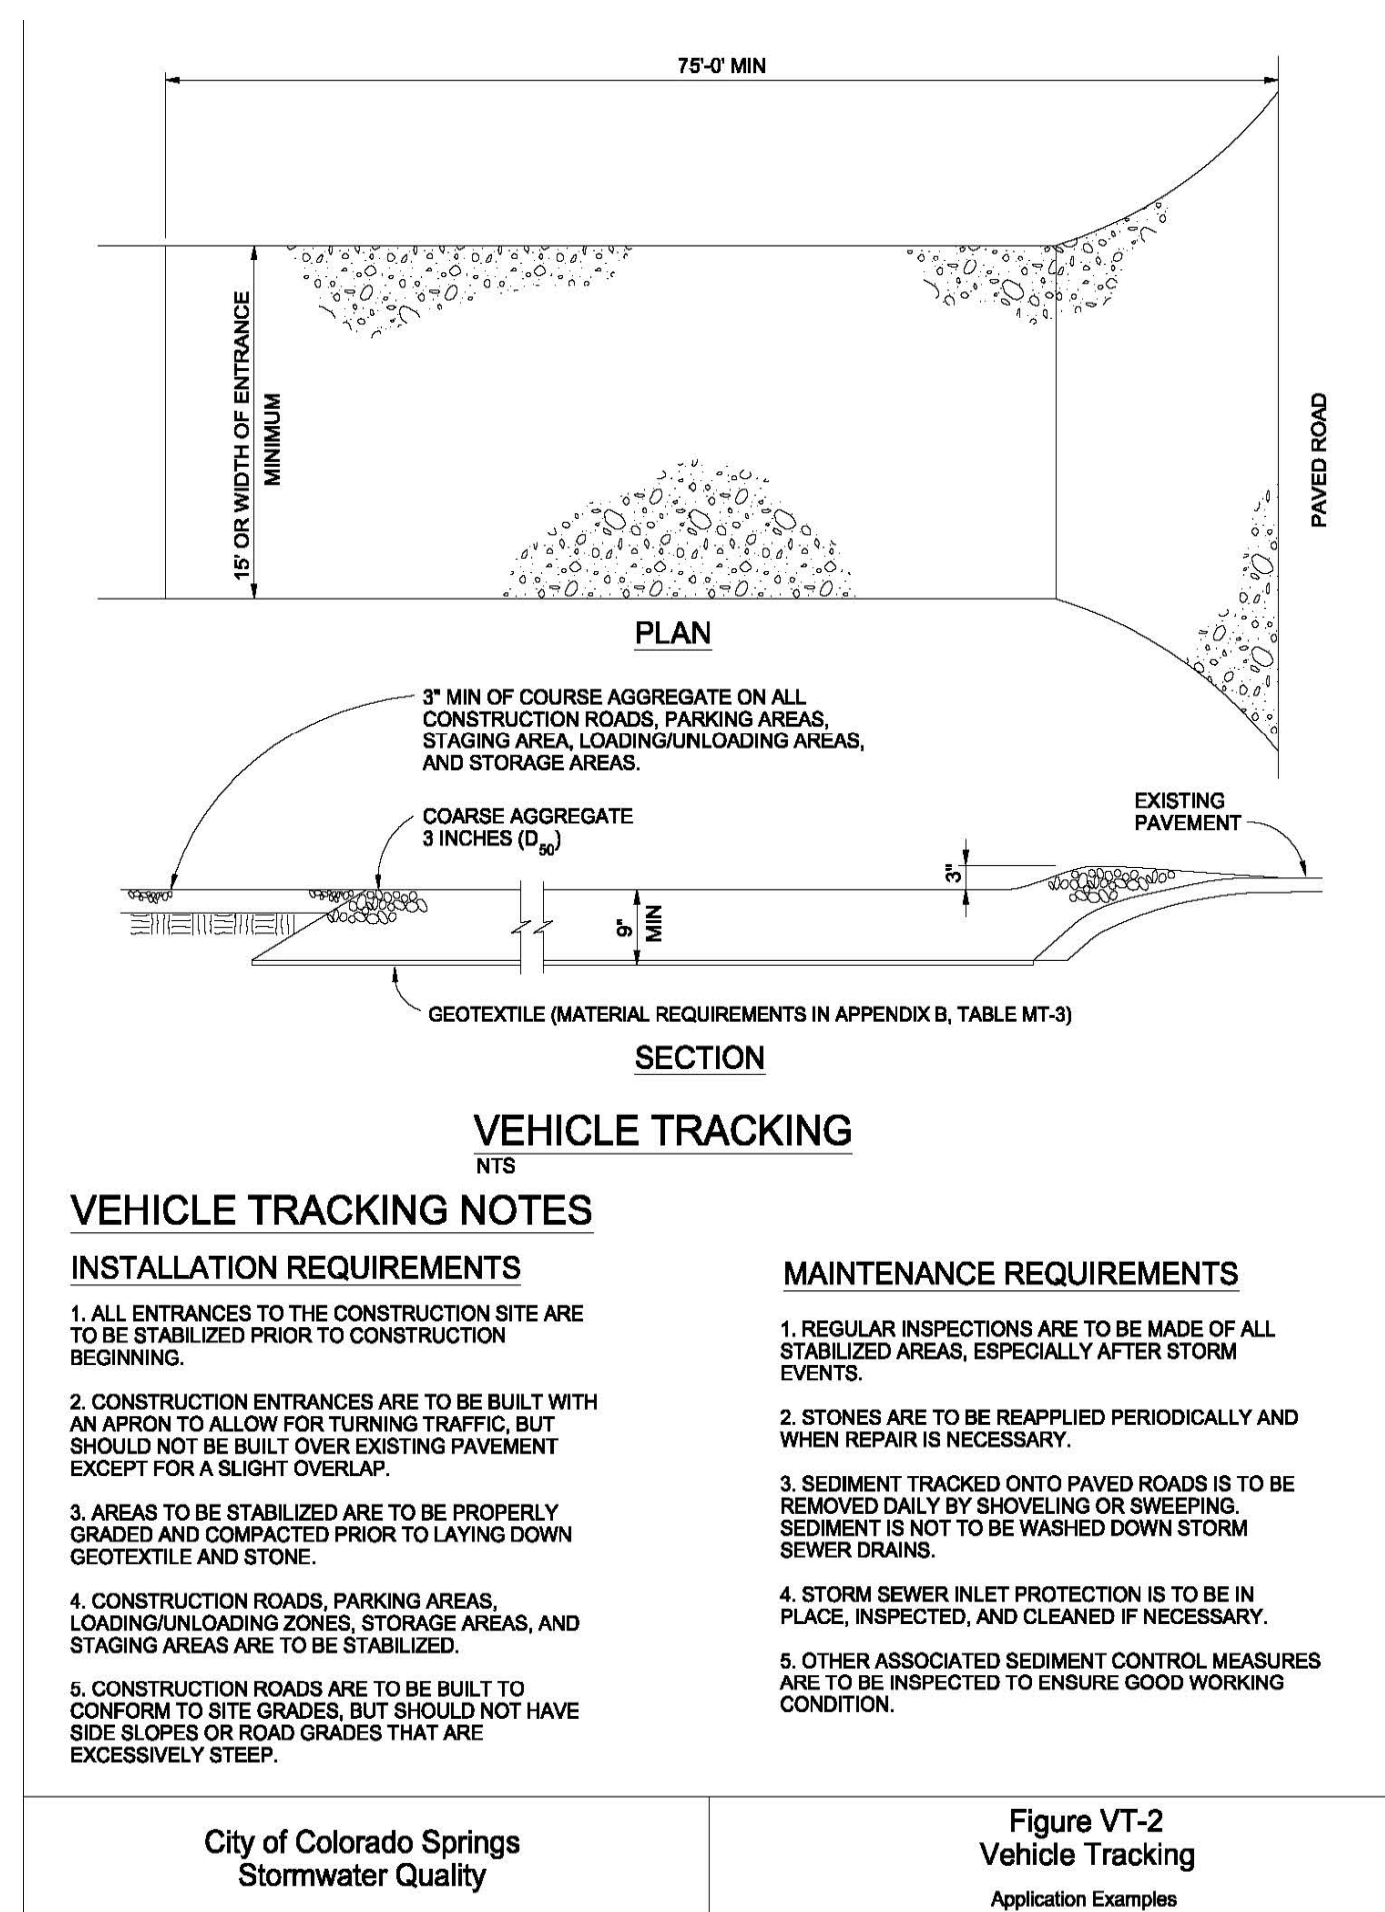 75'-0' MIN
15' OR WIDTH OF ENTRANCE
MINIMUM
PAVED ROAD
PLAN
3" MIN OF COURSE AGGREGATE ON ALL
CONSTRUCTION ROADS, PARKING AREAS,
STAGING AREA, LOADING/UNLOADING AREAS,
AND STORAGE AREAS.
COARSE AGGREGATE
3 INCHES (D50)
EXISTING
PAVEMENT
3"
9"
MIN
GEOTEXTILE (MATERIAL REQUIREMENTS IN APPENDIX B, TABLE MT-3)
SECTION
VEHICLE TRACKING
NTS
VEHICLE TRACKING NOTES
INSTALLATION REQUIREMENTS
1. ALL ENTRANCES TO THE CONSTRUCTION SITE ARE
TO BE STABILIZED PRIOR TO CONSTRUCTION
BEGINNING.
2. CONSTRUCTION ENTRANCES ARE TO BE BUILT WITH
AN APRON TO ALLOW FOR TURNING TRAFFIC, BUT
SHOULD NOT BE BUILT OVER EXISTING PAVEMENT
EXCEPT FOR A SLIGHT OVERLAP.
3. AREAS TO BE STABILIZED ARE TO BE PROPERLY
GRADED AND COMPACTED PRIOR TO LAYING DOWN
GEOTEXTILE AND STONE.
4. CONSTRUCTION ROADS, PARKING AREAS,
LOADING/UNLOADING ZONES, STORAGE AREAS, AND
STAGING AREAS ARE TO BE STABILIZED.
5. CONSTRUCTION ROADS ARE TO BE BUILT TO
CONFORM TO SITE GRADES, BUT SHOULD NOT HAVE
SIDE SLOPES OR ROAD GRADES THAT ARE
EXCESSIVELY STEEP.
MAINTENANCE REQUIREMENTS
1. REGULAR INSPECTIONS ARE TO BE MADE OF ALL
STABILIZED AREAS, ESPECIALLY AFTER STORM
EVENTS.
2. STONES ARE TO BE REAPPLIED PERIODICALLY AND
WHEN REPAIR IS NECESSARY.
3. SEDIMENT TRACKED ONTO PAVED ROADS IS TO BE
REMOVED DAILY BY SHOVELING OR SWEEPING.
SEDIMENT IS NOT TO BE WASHED DOWN STORM
SEWER DRAINS.
4. STORM SEWER INLET PROTECTION IS TO BE IN
PLACE, INSPECTED, AND CLEANED IF NECESSARY.
5. OTHER ASSOCIATED SEDIMENT CONTROL MEASURES
ARE TO BE INSPECTED TO ENSURE GOOD WORKING
CONDITION.
City of Colorado Springs
Stormwater Quality
Figure VT-2
Vehicle Tracking
Application Examples